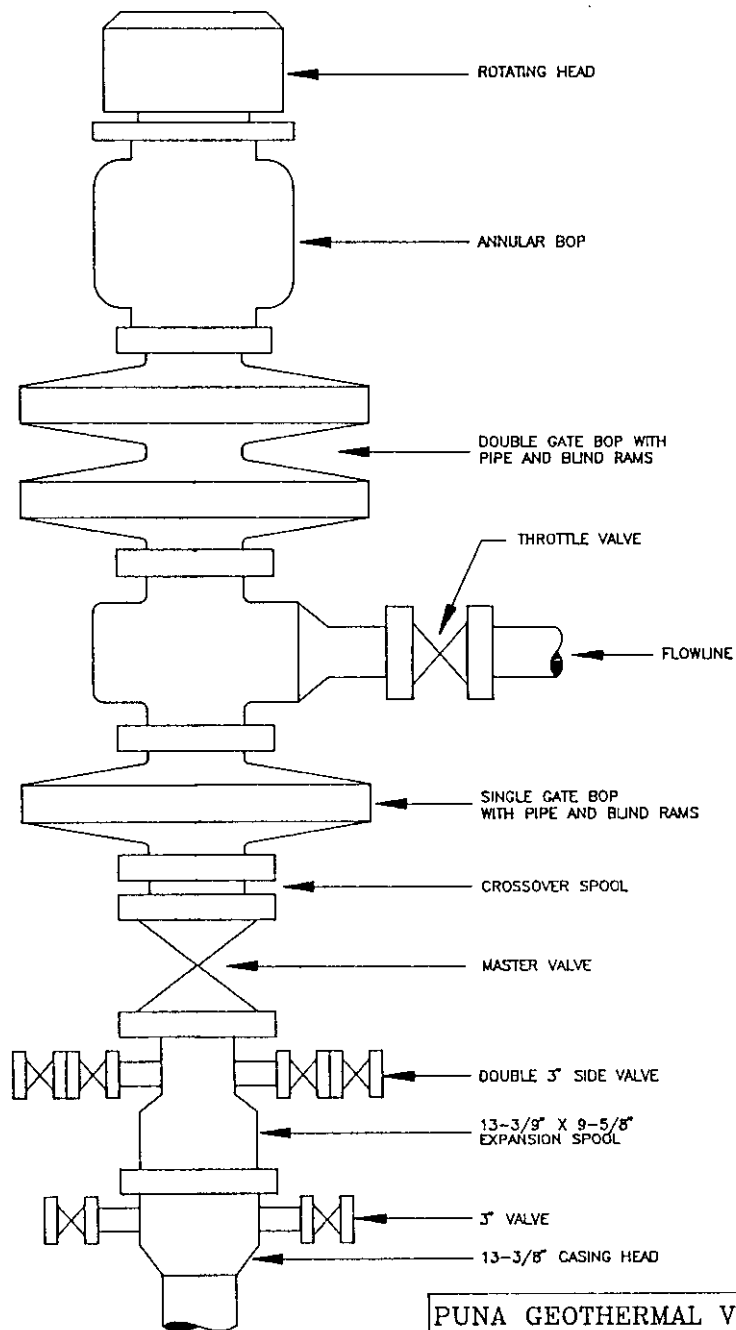 ROTATING HEAD
ANNULAR BOP
DOUBLE GATE BOP WITH
PIPE AND BLIND RAMS
THROTTLE VALVE
FLOWLINE
SINGLE GATE BOP
WITH PIPE AND BLIND RAMS
CROSSOVER SPOOL
MASTER VALVE
DOUBLE 3" SIDE VALVE
13-3/9" X 9-5/8"
EXPANSION SPOOL
3" VALVE
13-3/8" CASING HEAD
PUNA GEOTHERMAL V